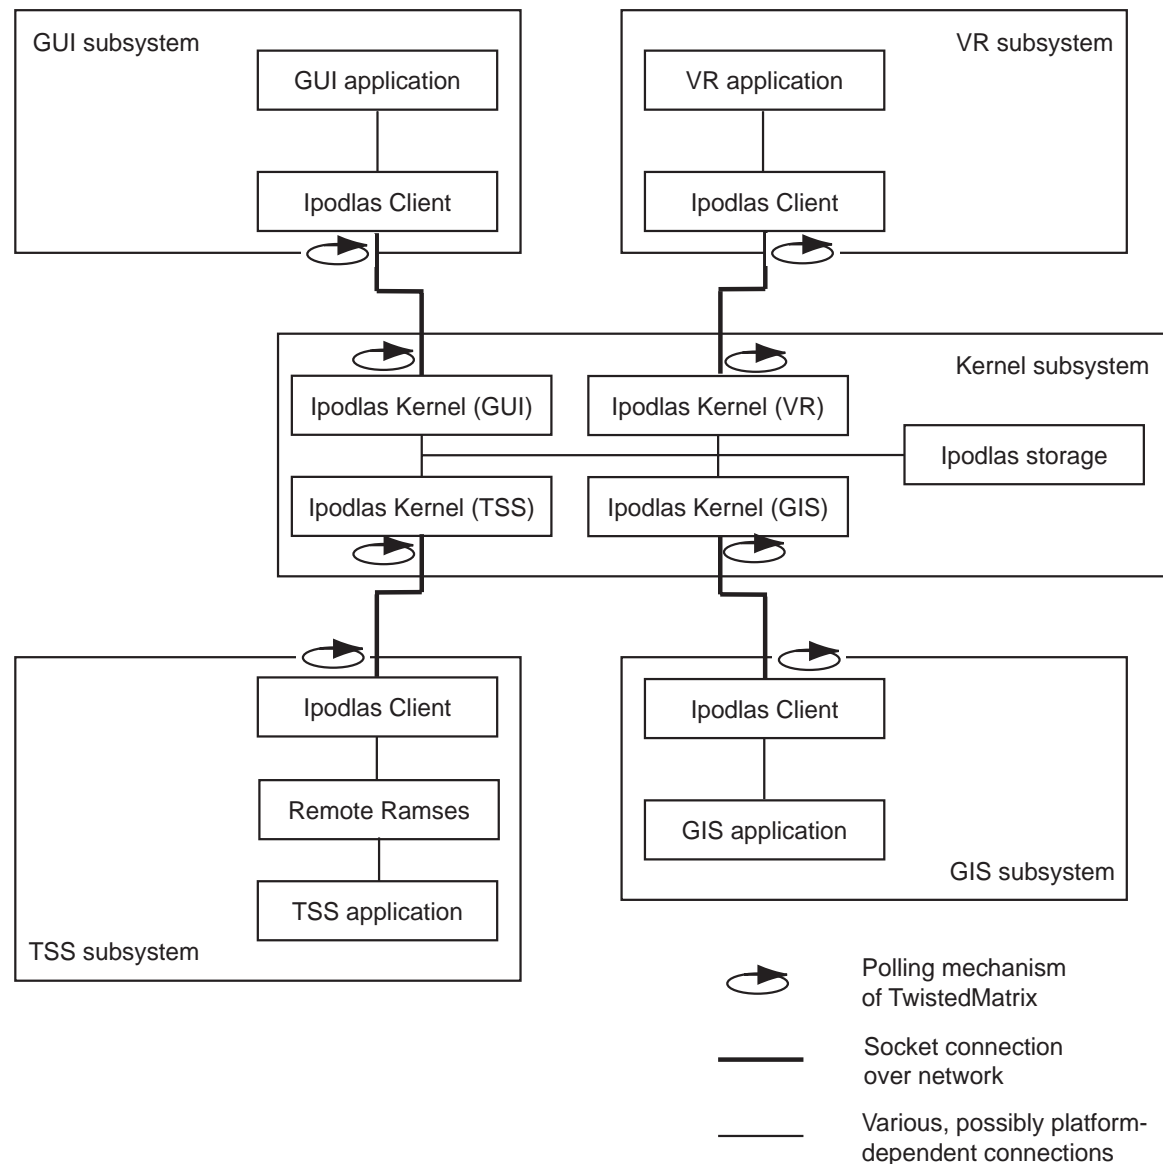 GUI subsystem
GUI application
Ipodlas Client
VR subsystem
VR application
Ipodlas Client
Kernel subsystem
Ipodlas Kernel (GUI)
Ipodlas Kernel (VR)
Ipodlas storage
Ipodlas Kernel (TSS)
Ipodlas Kernel (GIS)
Ipodlas Client
Remote Ramses
TSS application
TSS subsystem
Ipodlas Client
GIS application
GIS subsystem
Polling mechanism
of TwistedMatrix
Socket connection
over network
Various, possibly platform-
dependent connections